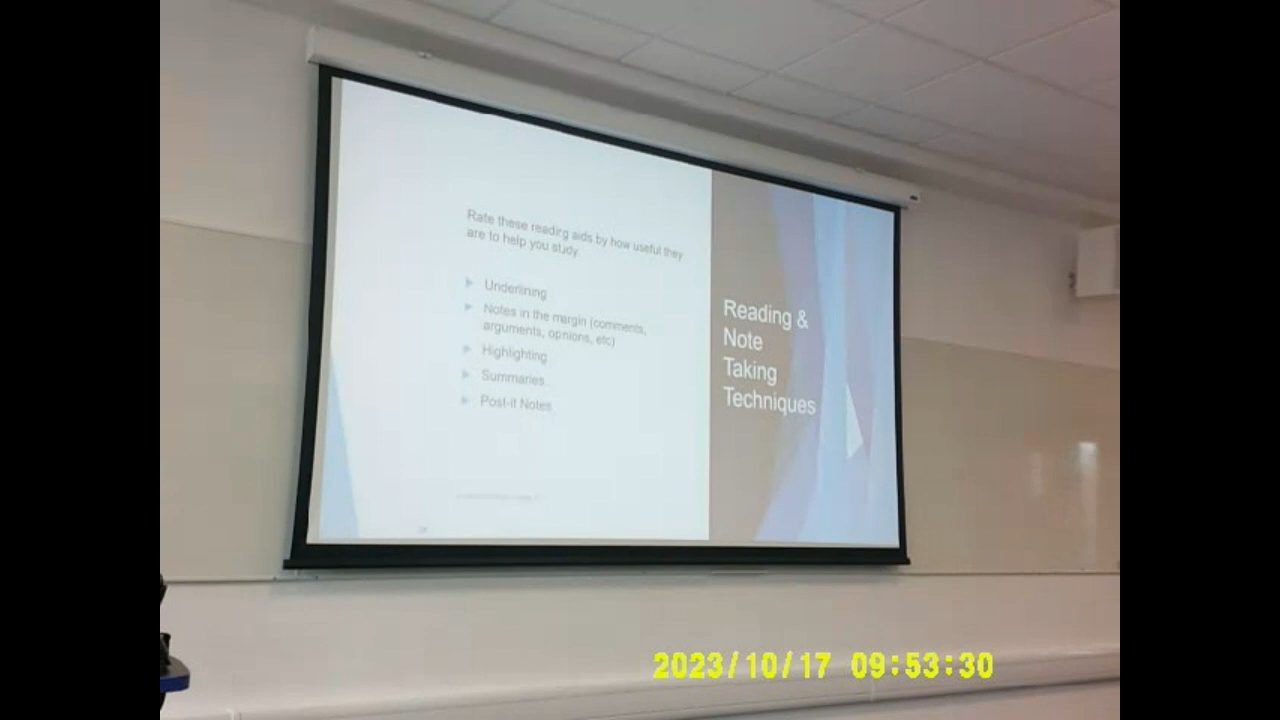 Rate these reading aids by how useful they
are to help you study.
Underlining
Notes in the margin (comments,
arguments, opnions, etc)
Highlighting
Summaries
Post-it Notes
Reading &
Note
Taking
Techniques
2023/10/17 09:53:30